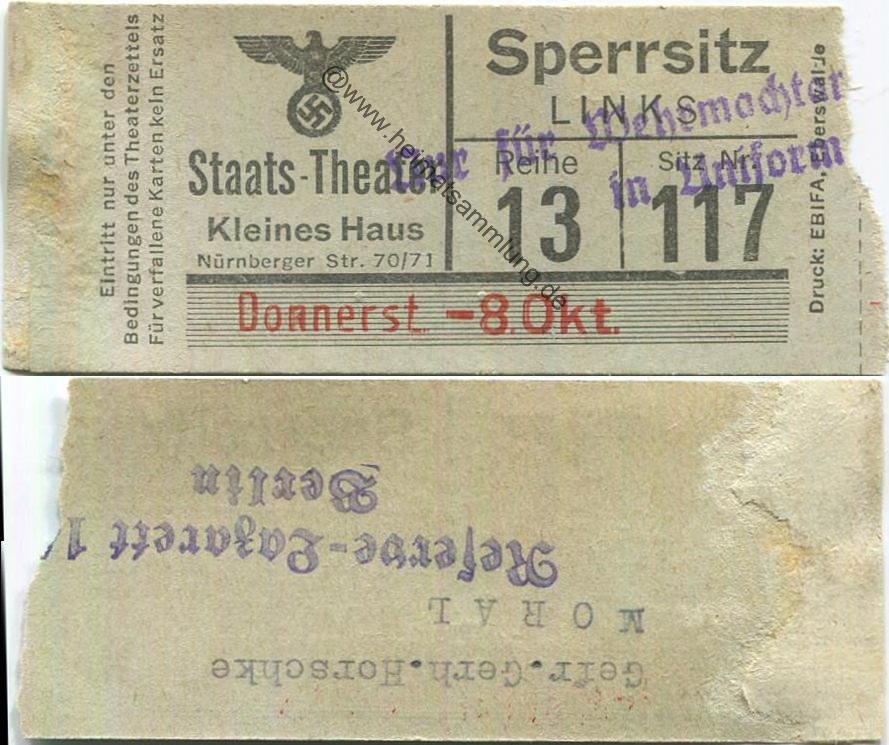 Eintritt nur unter den
Bedingungen des Theaterzettels
Für verfallene Karten kein Ersatz
Staats-Theater
Kleines Haus
Nürnberger Str. 70/71
Sperrsitz
LINKS
Reihe
13
Sitz Nr.
117
Nur für Wehrmachtan
in Uniform
Donnerst. -8. Okt.
Druck: EBIFA, Eberswalde
@www.heimatsammlung.de
Gefr.Gerh.Horschke
MORAL
Reserve-Lazarett 1
Berlin